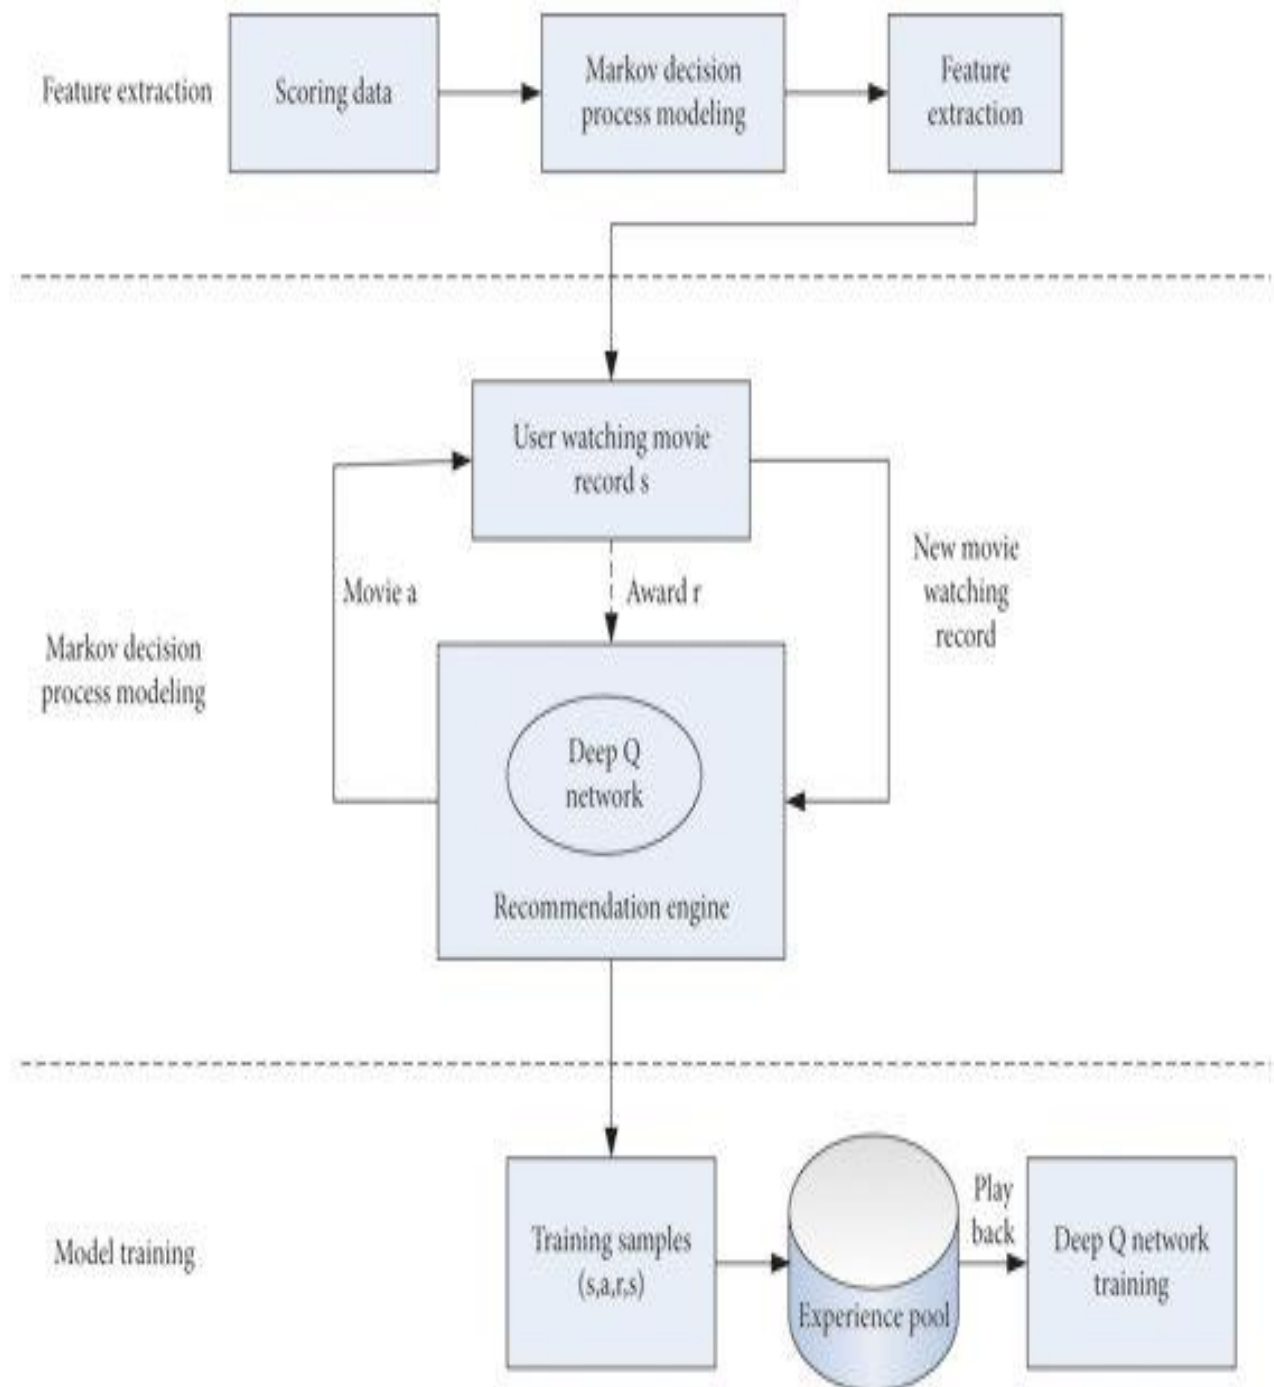 Feature extraction
Scoring data
Markov decision
process modeling
Feature
extraction
User watching movie
record s
Movie a
Award r
New movie
watching
record
Markov decision
process modeling
Deep Q
network
Recommendation engine
Model training
Training samples
(s,a,r,s)
Experience pool
Play
back
Deep Q network
training